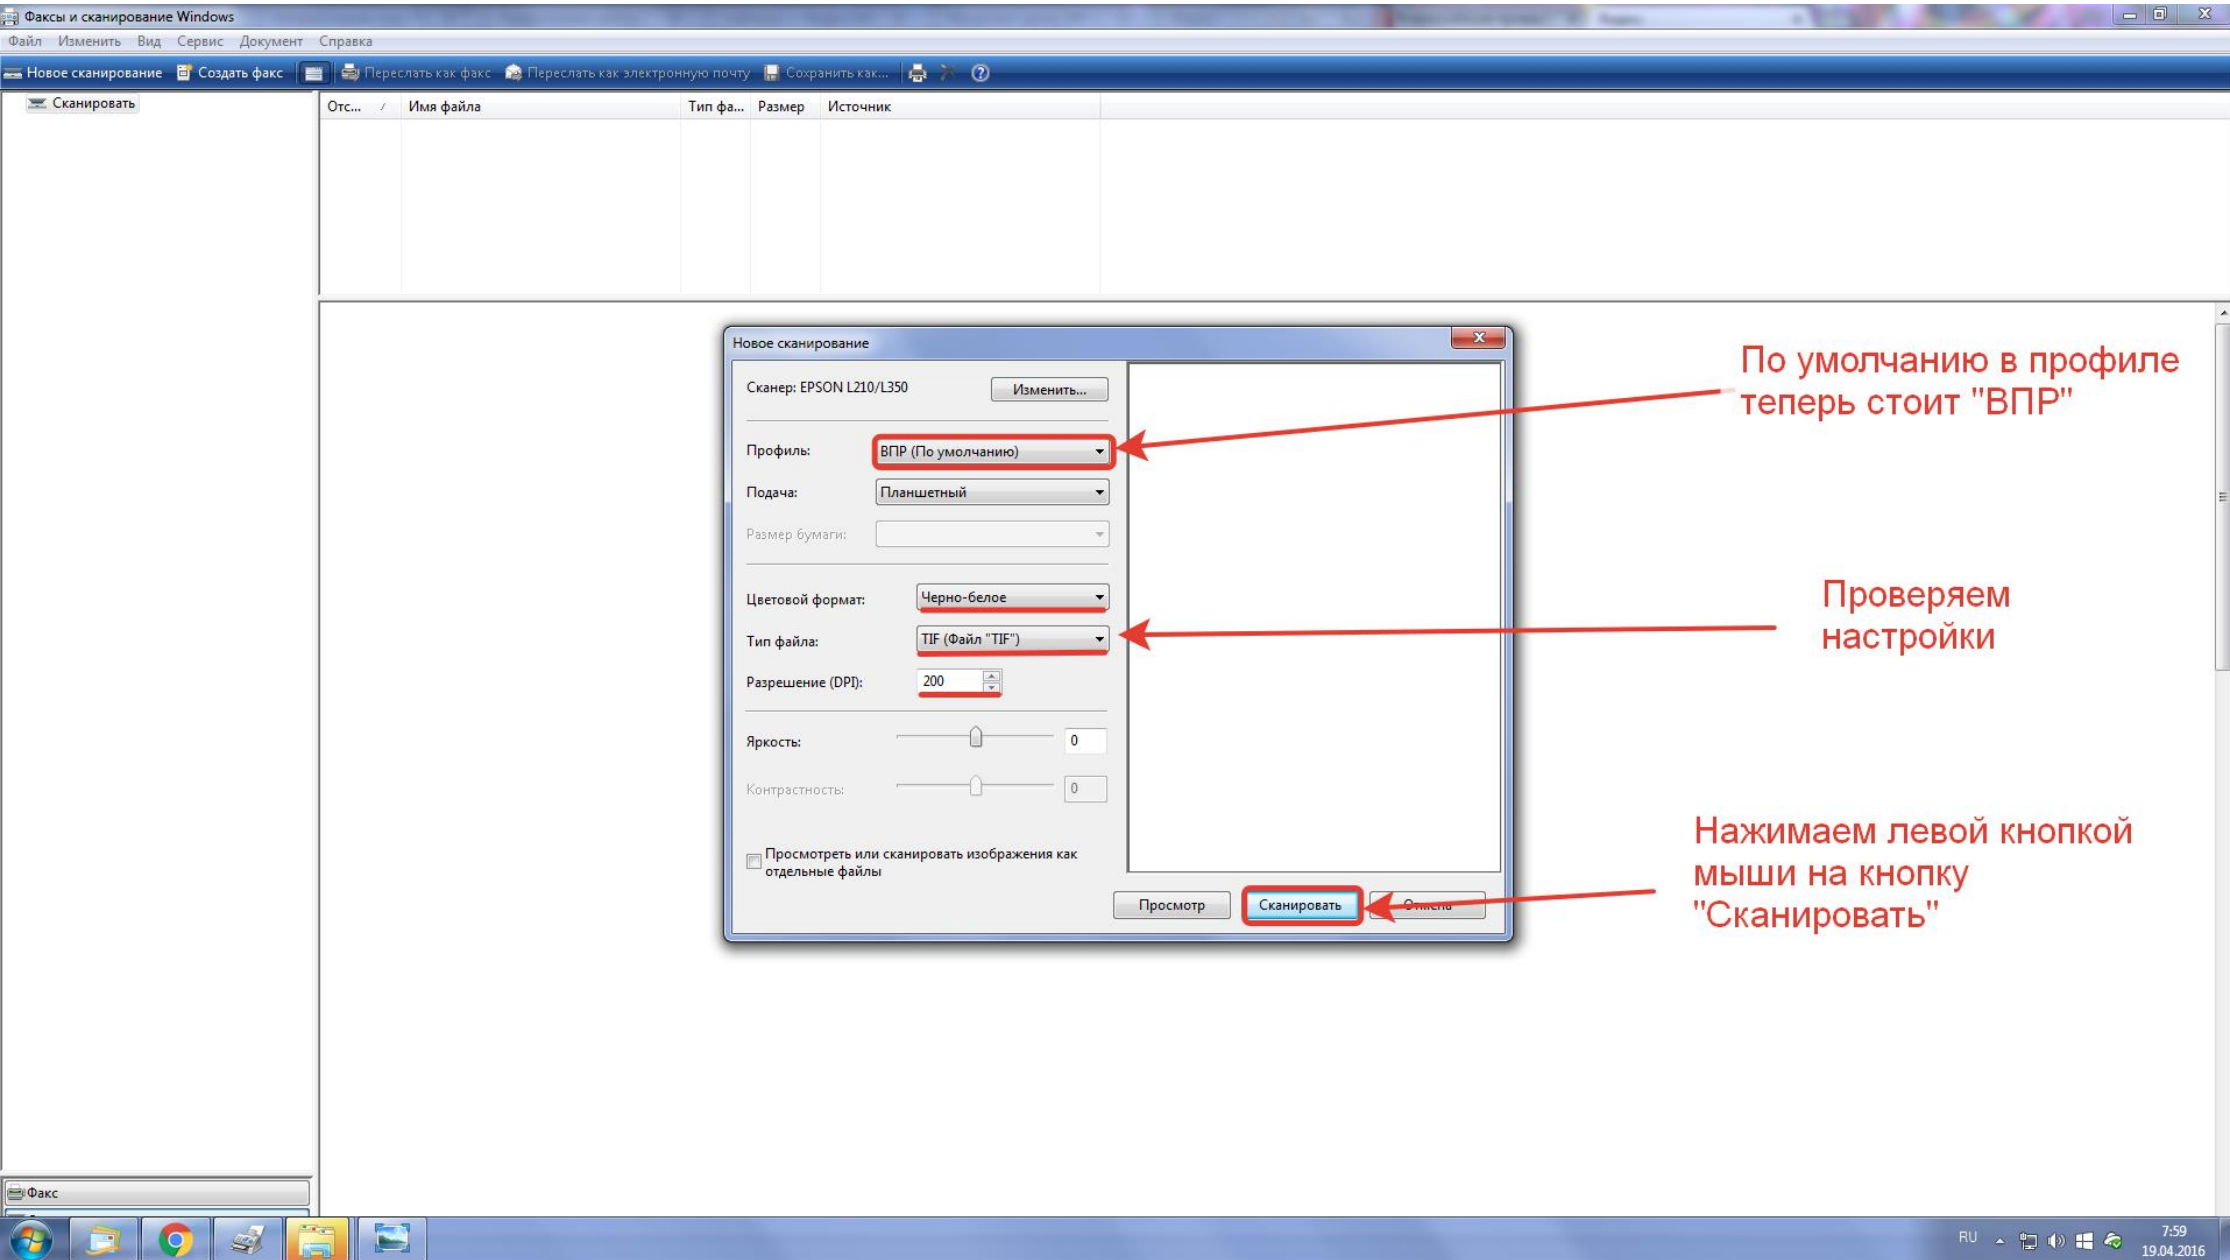 Факсы и сканирование Windows
Файл Изменить Вид Сервис Документ Справка
Новое сканирование Создать факс Переслать как факс Переслать как электронную почту Сохранить как...
Сканировать
Отс... Имя файла Тип фа... Размер Источник
Новое сканирование
Сканер: EPSON L210/L350 Изменить...
Профиль: ВПР (По умолчанию)
Подача: Планшетный
Размер бумаги:
Цветовой формат: Черно-белое
Тип файла: TIF (Файл "TIF")
Разрешение (DPI): 200
Яркость: 0
Контрастность: 0
Просмотреть или сканировать изображения как
отдельные файлы
Просмотр Сканировать Отмена
По умолчанию в профиле
теперь стоит "ВПР"
Проверяем
настройки
Нажимаем левой кнопкой
мыши на кнопку
"Сканировать"
Факс
RU 7:59
19.04.2016